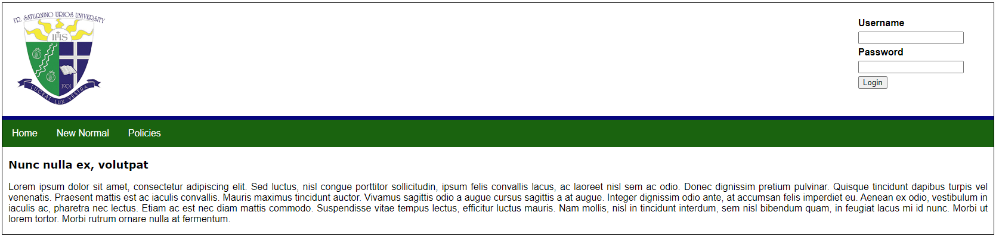 FR. SATURNINO URIOS UNIVERSITY
IHS
1901
LUCEAT LUX VESTRA
Username
Password
Login
Home New Normal Policies
Nunc nulla ex, volutpat
Lorem ipsum dolor sit amet, consectetur adipiscing elit. Sed luctus, nisl congue porttitor sollicitudin, ipsum felis convallis lacus, ac laoreet nisl sem ac odio. Donec dignissim pretium pulvinar. Quisque tincidunt dapibus turpis vel
venenatis. Praesent mattis est ac iaculis convallis. Mauris maximus tincidunt auctor. Vivamus sagittis odio a augue cursus sagittis a at augue. Integer dignissim odio ante, at accumsan felis imperdiet eu. Aenean ex odio, vestibulum in
iaculis ac, pharetra nec lectus. Etiam ac est nec diam mattis commodo. Suspendisse vitae tempus lectus, efficitur luctus mauris. Nam mollis, nisl in tincidunt interdum, sem nisl bibendum quam, in feugiat lacus mi id nunc. Morbi ut
lorem tortor. Morbi rutrum ornare nulla at fermentum.